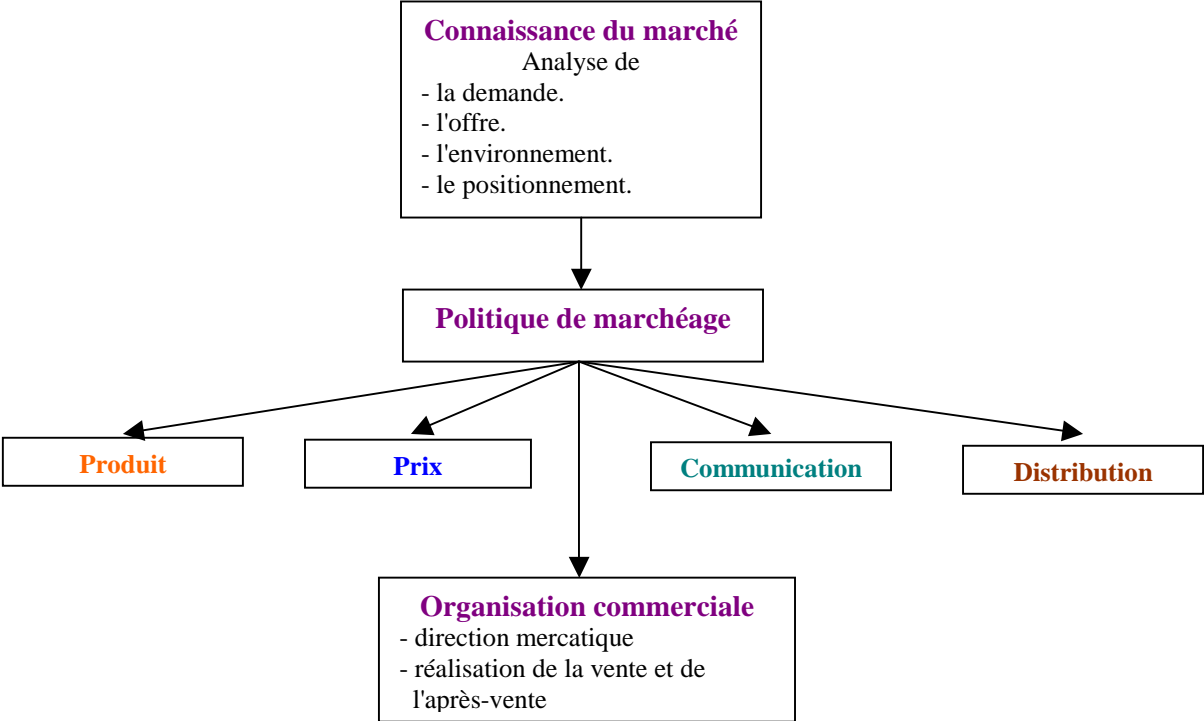 Connaissance du marché
Analyse de
- la demande.
- l'offre.
- l'environnement.
- le positionnement.
Politique de marchéage
Produit
Prix
Communication
Distribution
Organisation commerciale
- direction mercatique
- réalisation de la vente et de
l'après-vente